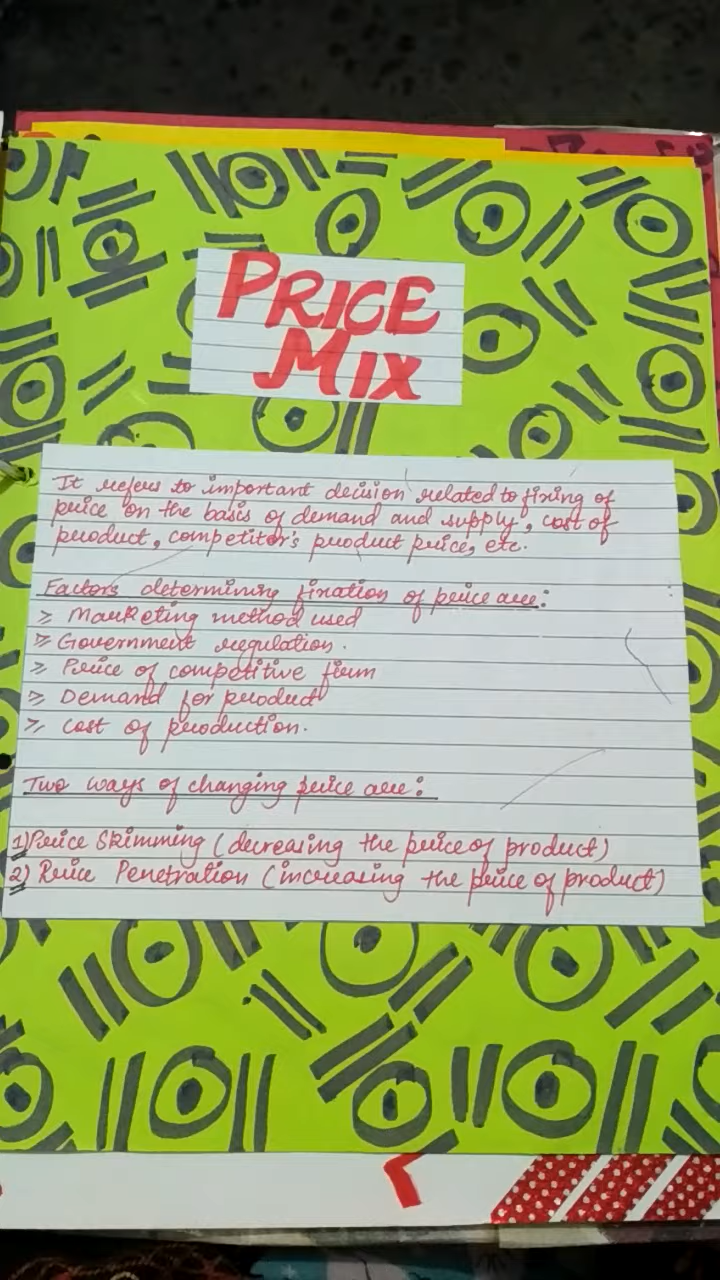 PRICE
MIX
It refers to important decision related to fixing of
price on the basis of demand and supply, cost of
product, competitor's product price, etc.
Factors determining fixation of price are:
> Marketing method used
> Government regulation.
> Price of competitive firm
> Demand for product
> Cost of production.
Two ways of changing price are:
1) Price Skimming (decreasing the price of product)
2) Price Penetration (increasing the price of product)